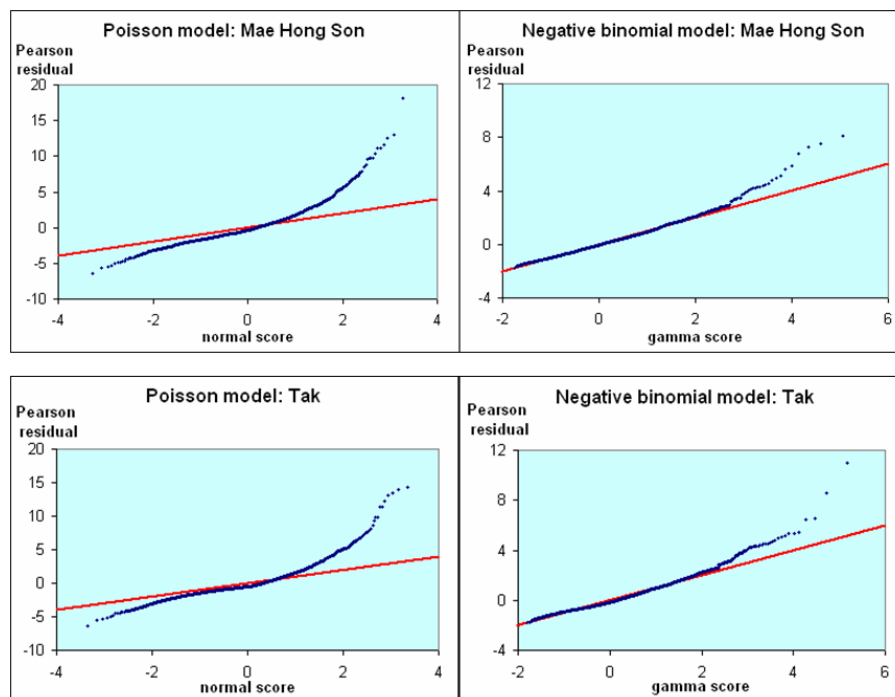 Poisson model: Mae Hong Son
Pearson
residual
20
15
10
5
0
-5
-10
-4
-2
0
2
4
normal score
Negative binomial model: Mae Hong Son
Pearson
residual
12
8
4
0
-4
-2
0
2
4
6
gamma score
Poisson model: Tak
Pearson
residual
20
15
10
5
0
-5
-10
-4
-2
0
2
4
normal score
Negative binomial model: Tak
Pearson
residual
12
8
4
0
-4
-2
0
2
4
6
gamma score